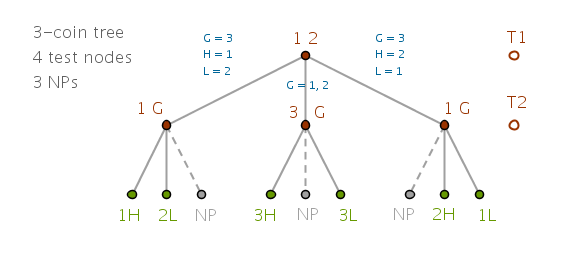 3-coin tree
4 test nodes
3 NPs
G = 3
H = 1
L = 2
1 2
G = 3
H = 2
L = 1
G = 1, 2
T1
1 G
3 G
1 G
T2
1H 2L NP 3H NP 3L NP 2H 1L